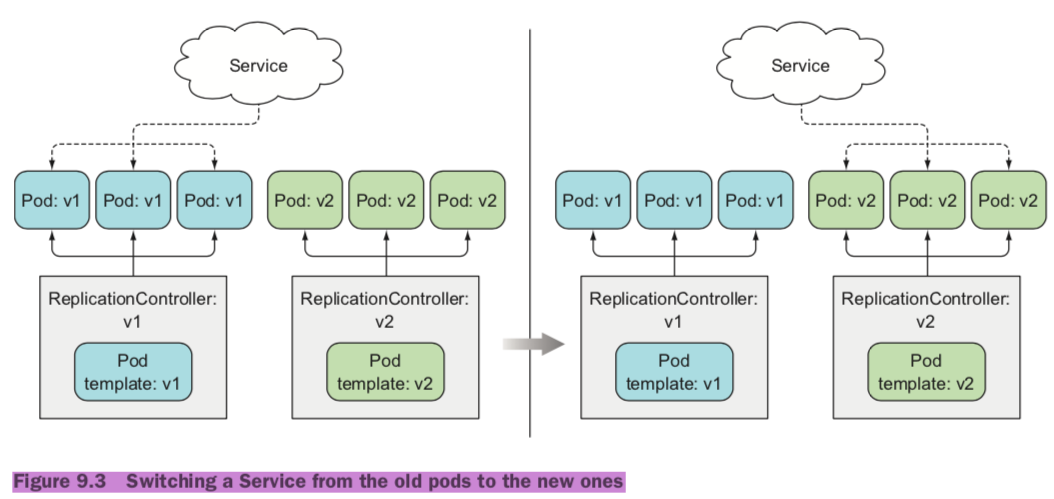 Service
Pod: v1
Pod: v1
Pod: v1
Pod: v2
Pod: v2
Pod: v2
ReplicationController:
v1
Pod
template: v1
ReplicationController:
v2
Pod
template: v2
Service
Pod: v1
Pod: v1
Pod: v1
Pod: v2
Pod: v2
Pod: v2
ReplicationController:
v1
Pod
template: v1
ReplicationController:
v2
Pod
template: v2
Figure 9.3 Switching a Service from the old pods to the new ones